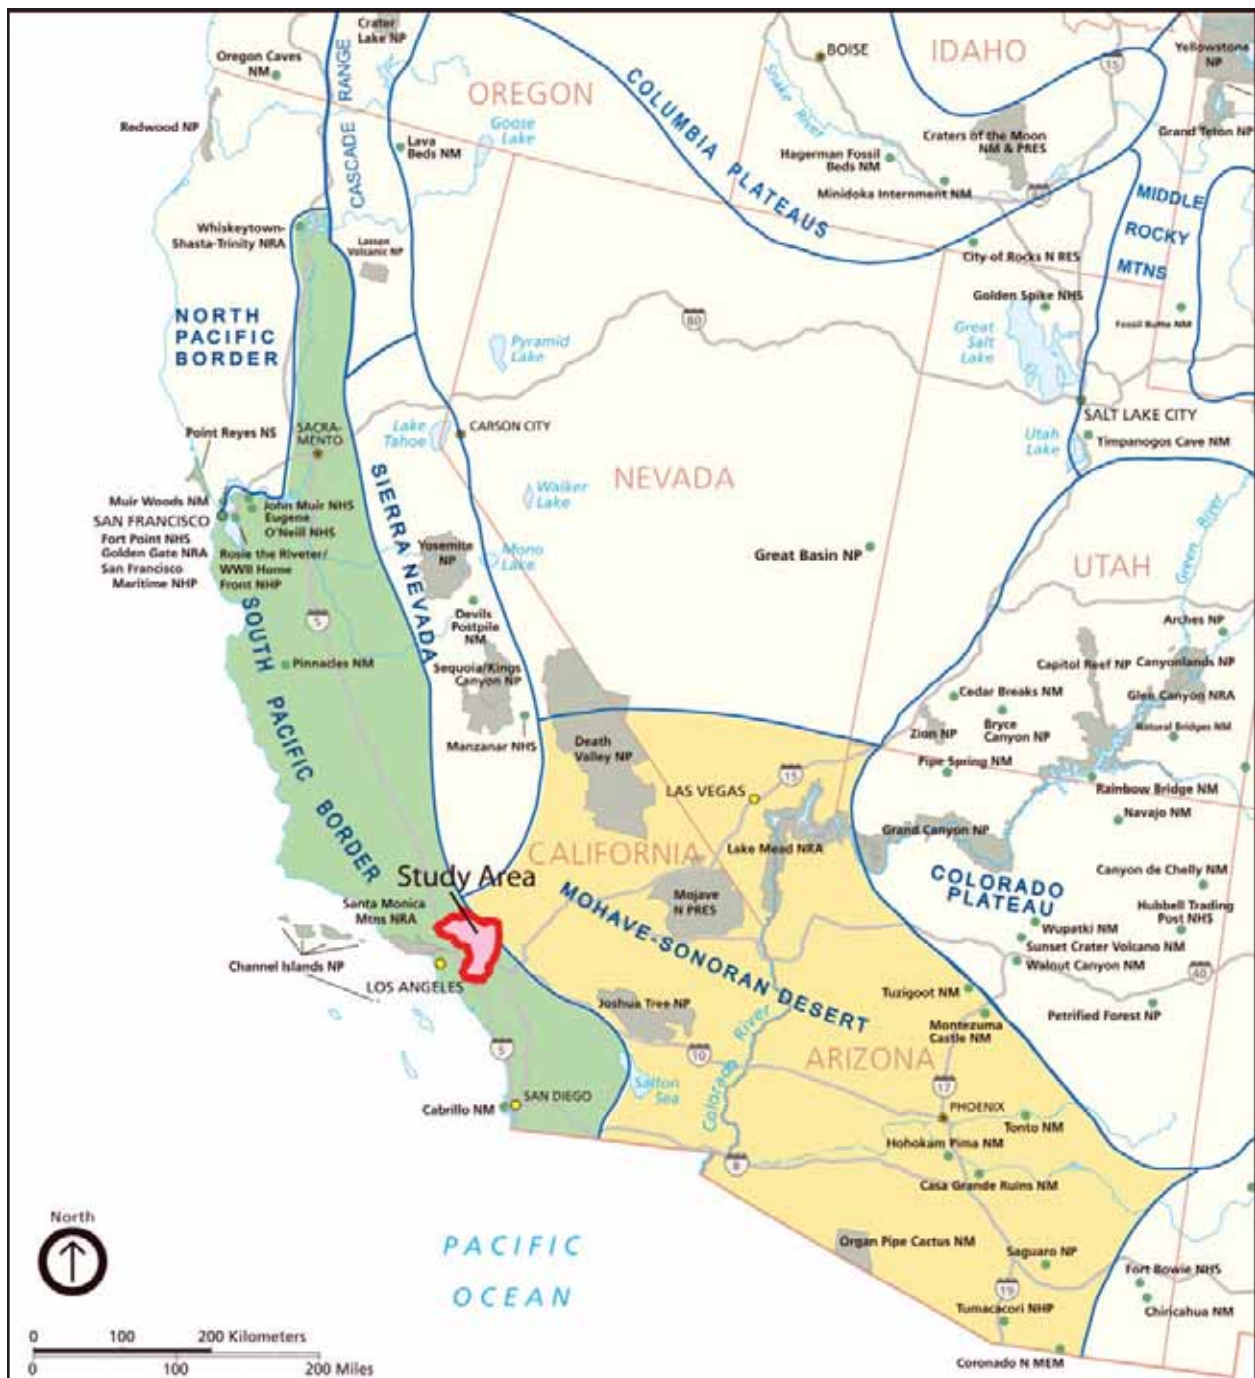 Crater
Lake NP
Oregon Caves
NM
CASCADE RANGE
OREGON
COLUMBIA PLATEAUS
BOISE
IDAHO
15
Yellowstone
NP
Snake
River
Redwood NP
Goose
Lake
Lava
Beds NM
Craters of the Moon
NM & PRES
Grand Teton NP
Hagerman Fossil
Beds NM
Minidoka Internment NM
MIDDLE
ROCKY
MTNS
Whiskeytown-
Shasta-Trinity NRA
Lassen
Volcanic NP
City of Rocks N RES
Golden Spike NHS
Great
Salt
Lake
Fossil Butte NM
NORTH
PACIFIC
BORDER
80
Pyramid
Lake
Point Reyes NS
SACRA-
MENTO
Lake
Tahoe
CARSON CITY
SALT LAKE CITY
Utah
Lake
Timpanogos Cave NM
SIERRA NEVADA
NEVADA
Walker
Lake
Green River
Muir Woods NM
SAN FRANCISCO
Fort Point NHS
Golden Gate NRA
San Francisco
Maritime NHP
John Muir NHS
Eugene
O'Neill NHS
Rosie the Riveter/
WWII Home
Front NHP
Yosemite
NP
Mono
Lake
Great Basin NP
UTAH
SOUTH PACIFIC BORDER
5
Devils
Postpile
NM
Arches NP
Pinnacles NM
Sequoia/Kings
Canyon NP
Capitol Reef NP
Canyonlands NP
Cedar Breaks NM
Glen Canyon NRA
Bryce
Canyon NP
Natural Bridges NM
Manzanar NHS
Death
Valley NP
Zion NP
Pipe Spring NM
LAS VEGAS
15
Rainbow Bridge NM
Navajo NM
Grand Canyon NP
CALIFORNIA
Lake Mead NRA
Study Area
Canyon de Chelly NM
COLORADO
PLATEAU
Mojave
N PRES
MOHAVE-SONORAN DESERT
Santa Monica
Mtns NRA
Hubbell Trading
Post NHS
Wupatki NM
Sunset Crater Volcano NM
Walnut Canyon NM
40
Channel Islands NP
LOS ANGELES
Tuzigoot NM
Joshua Tree NP
Montezuma
Castle NM
Petrified Forest NP
5
10
ARIZONA
Colorado River
Salton
Sea
17
Cabrillo NM
SAN DIEGO
PHOENIX
Tonto NM
Hohokam Pima NM
8
Casa Grande Ruins NM
North
PACIFIC
OCEAN
Organ Pipe Cactus NM
Saguaro NP
Fort Bowie NHS
19
Tumacacori NHP
Chiricahua NM
Coronado N MEM
0 100 200 Kilometers
0 100 200 Miles